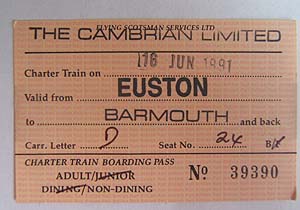 FLYING SCOTSMAN SERVICES LTD
THE CAMBRIAN LIMITED
Charter Train on 16 JUN 1991
Valid from EUSTON
to BARMOUTH and back
Carr. Letter D Seat No. 24 B/
CHARTER TRAIN BOARDING PASS
ADULT/JUNIOR No 39390
DINING/NON-DINING